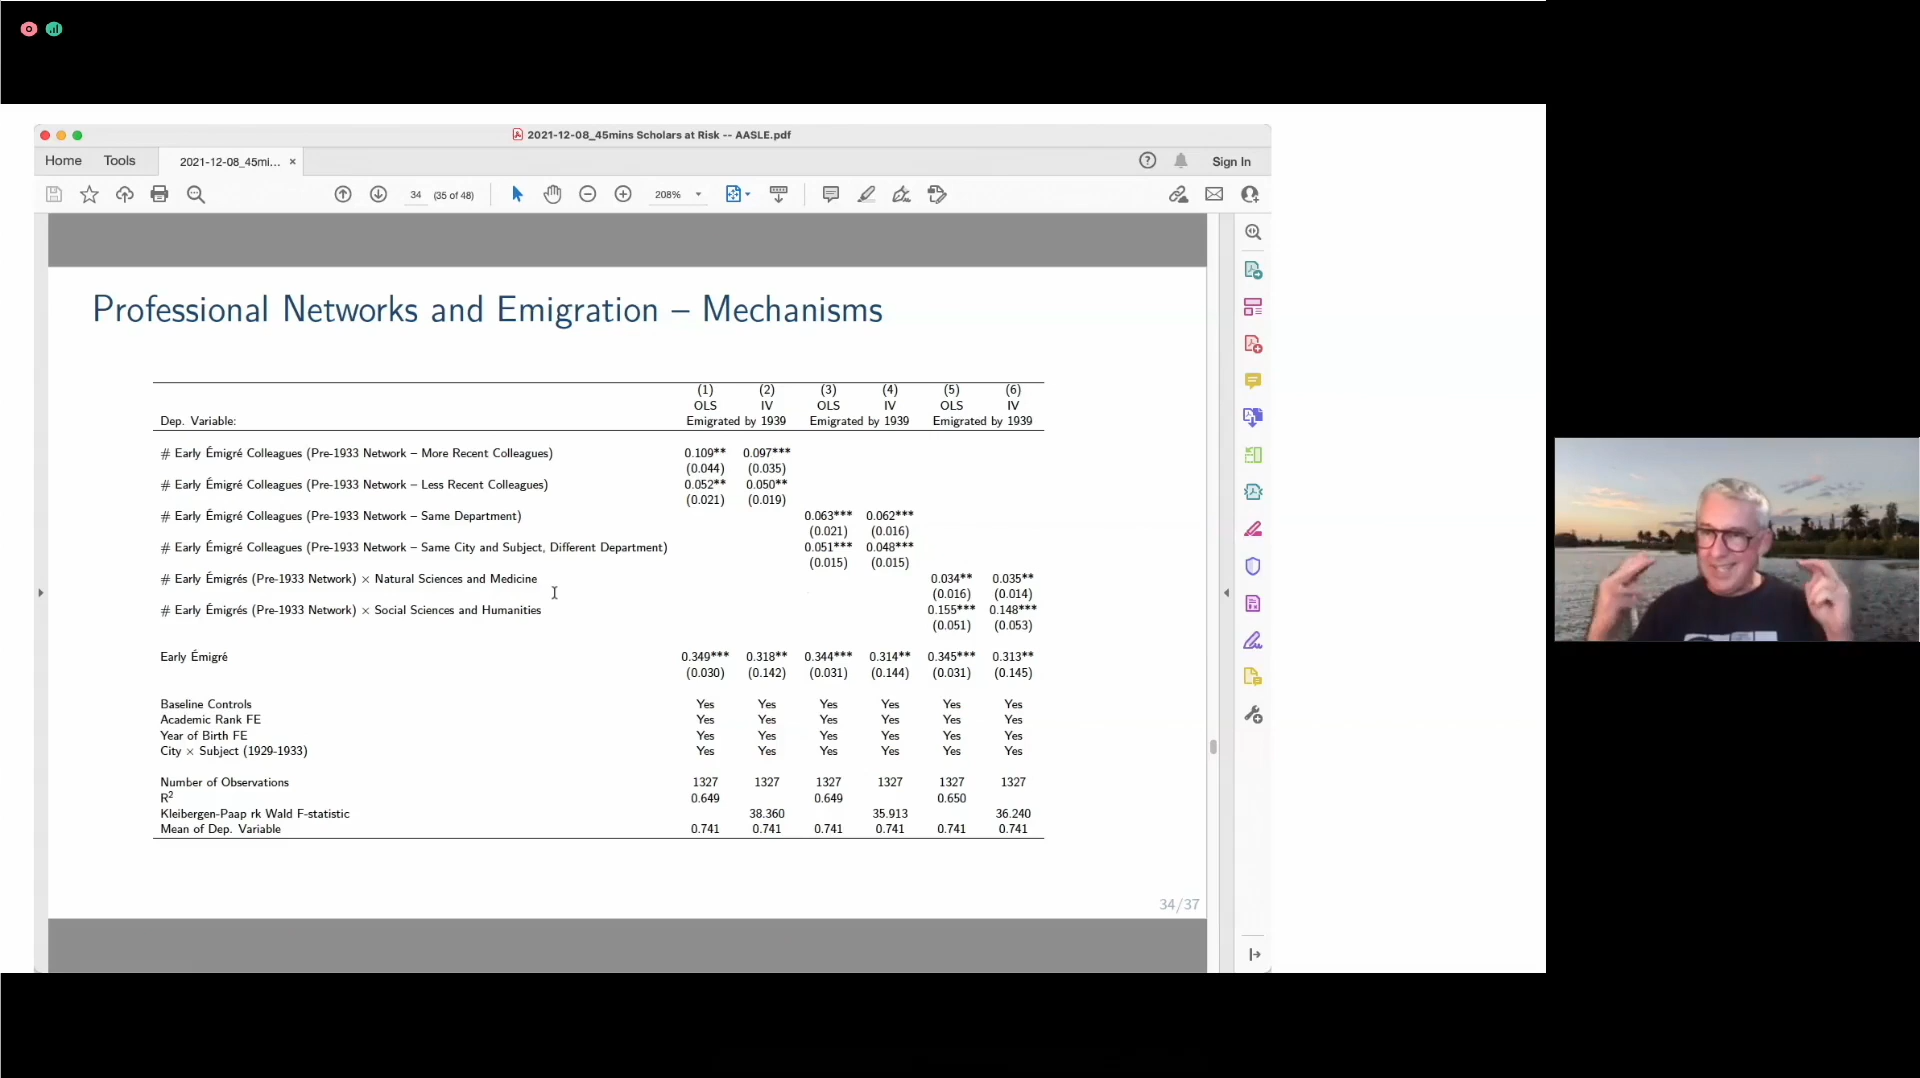 2021-12-08_45mins Scholars at Risk -- AASLE.pdf
Home Tools 2021-12-08_45mi... × Sign In
34 (35 of 48) 208%
Professional Networks and Emigration – Mechanisms
(1) (2) (3) (4) (5) (6)
OLS IV OLS IV OLS IV
Dep. Variable: Emigrated by 1939 Emigrated by 1939 Emigrated by 1939
# Early Émigré Colleagues (Pre-1933 Network – More Recent Colleagues) 0.109** 0.097***
(0.044) (0.035)
# Early Émigré Colleagues (Pre-1933 Network – Less Recent Colleagues) 0.052** 0.050**
(0.021) (0.019)
# Early Émigré Colleagues (Pre-1933 Network – Same Department) 0.063*** 0.062***
(0.021) (0.016)
# Early Émigré Colleagues (Pre-1933 Network – Same City and Subject, Different Department) 0.051*** 0.048***
(0.015) (0.015)
# Early Émigrés (Pre-1933 Network) × Natural Sciences and Medicine 0.034** 0.035**
(0.016) (0.014)
# Early Émigrés (Pre-1933 Network) × Social Sciences and Humanities 0.155*** 0.148***
(0.051) (0.053)
Early Émigré 0.349*** 0.318** 0.344*** 0.314** 0.345*** 0.313**
(0.030) (0.142) (0.031) (0.144) (0.031) (0.145)
Baseline Controls Yes Yes Yes Yes Yes Yes
Academic Rank FE Yes Yes Yes Yes Yes Yes
Year of Birth FE Yes Yes Yes Yes Yes Yes
City × Subject (1929-1933) Yes Yes Yes Yes Yes Yes
Number of Observations 1327 1327 1327 1327 1327 1327
R² 0.649 0.649 0.650
Kleibergen-Paap rk Wald F-statistic 38.360 35.913 36.240
Mean of Dep. Variable 0.741 0.741 0.741 0.741 0.741 0.741
34/37